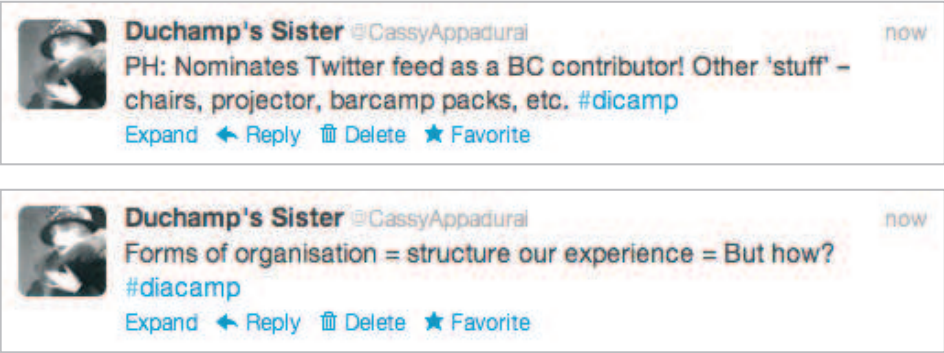 Duchamp's Sister @CassyAppadurai now
PH: Nominates Twitter feed as a BC contributor! Other 'stuff' –
chairs, projector, barcamp packs, etc. #dicamp
Expand Reply Delete Favorite
Duchamp's Sister @CassyAppadurai now
Forms of organisation = structure our experience = But how?
#diacamp
Expand Reply Delete Favorite